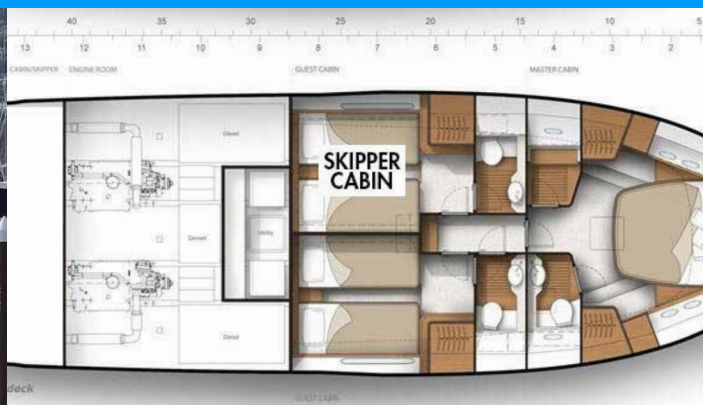 40 35 30 25 20 15 10 5
13 12 11 10 9 8 7 6 5 4 3 2
CABIN/SKIPPER ENGINE ROOM GUEST CABIN MASTER CABIN
Diesel
SKIPPER
CABIN
Genset
Utility
Diesel
deck
GUEST CABIN